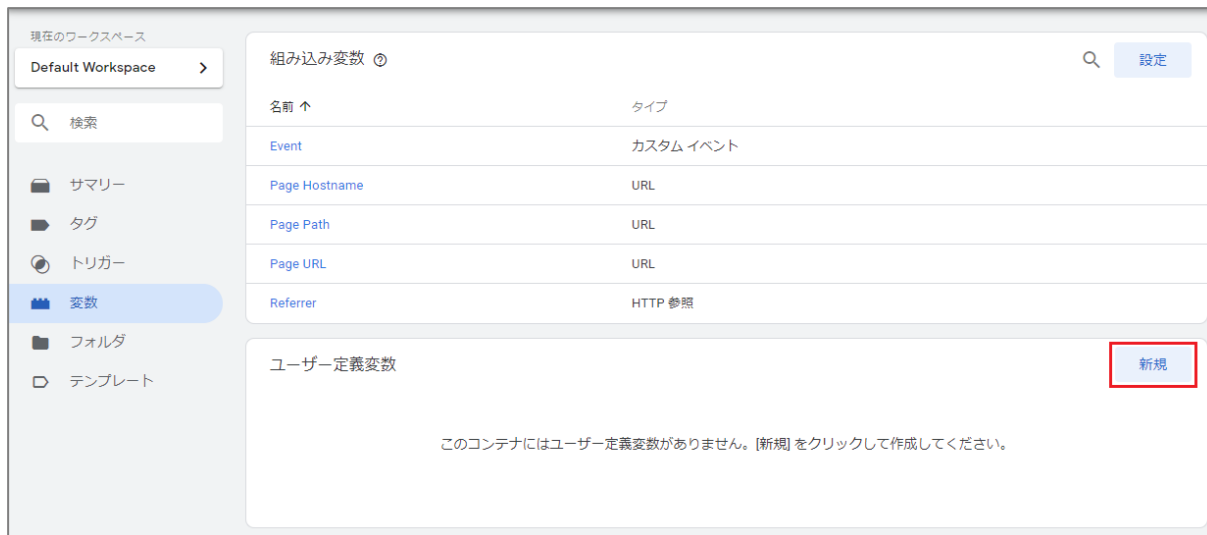 現在のワークスペース
Default Workspace
検索
サマリー
タグ
トリガー
変数
フォルダ
テンプレート
組み込み変数
設定
名前 タイプ
Event カスタム イベント
Page Hostname URL
Page Path URL
Page URL URL
Referrer HTTP 参照
ユーザー定義変数
新規
このコンテナにはユーザー定義変数がありません。[新規] をクリックして作成してください。